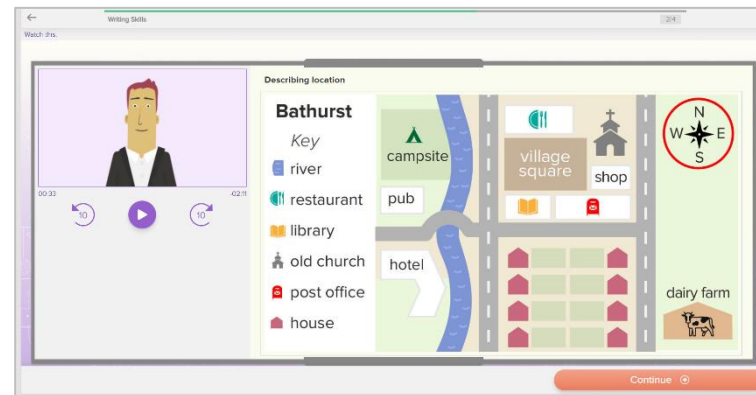 Writing Skills
2/4
Watch this.
Describing location
00:33
-02:11
10
10
Bathurst
Key
river
restaurant
library
old church
post office
house
campsite
pub
hotel
village
square
shop
N
W
E
S
dairy farm
Continue